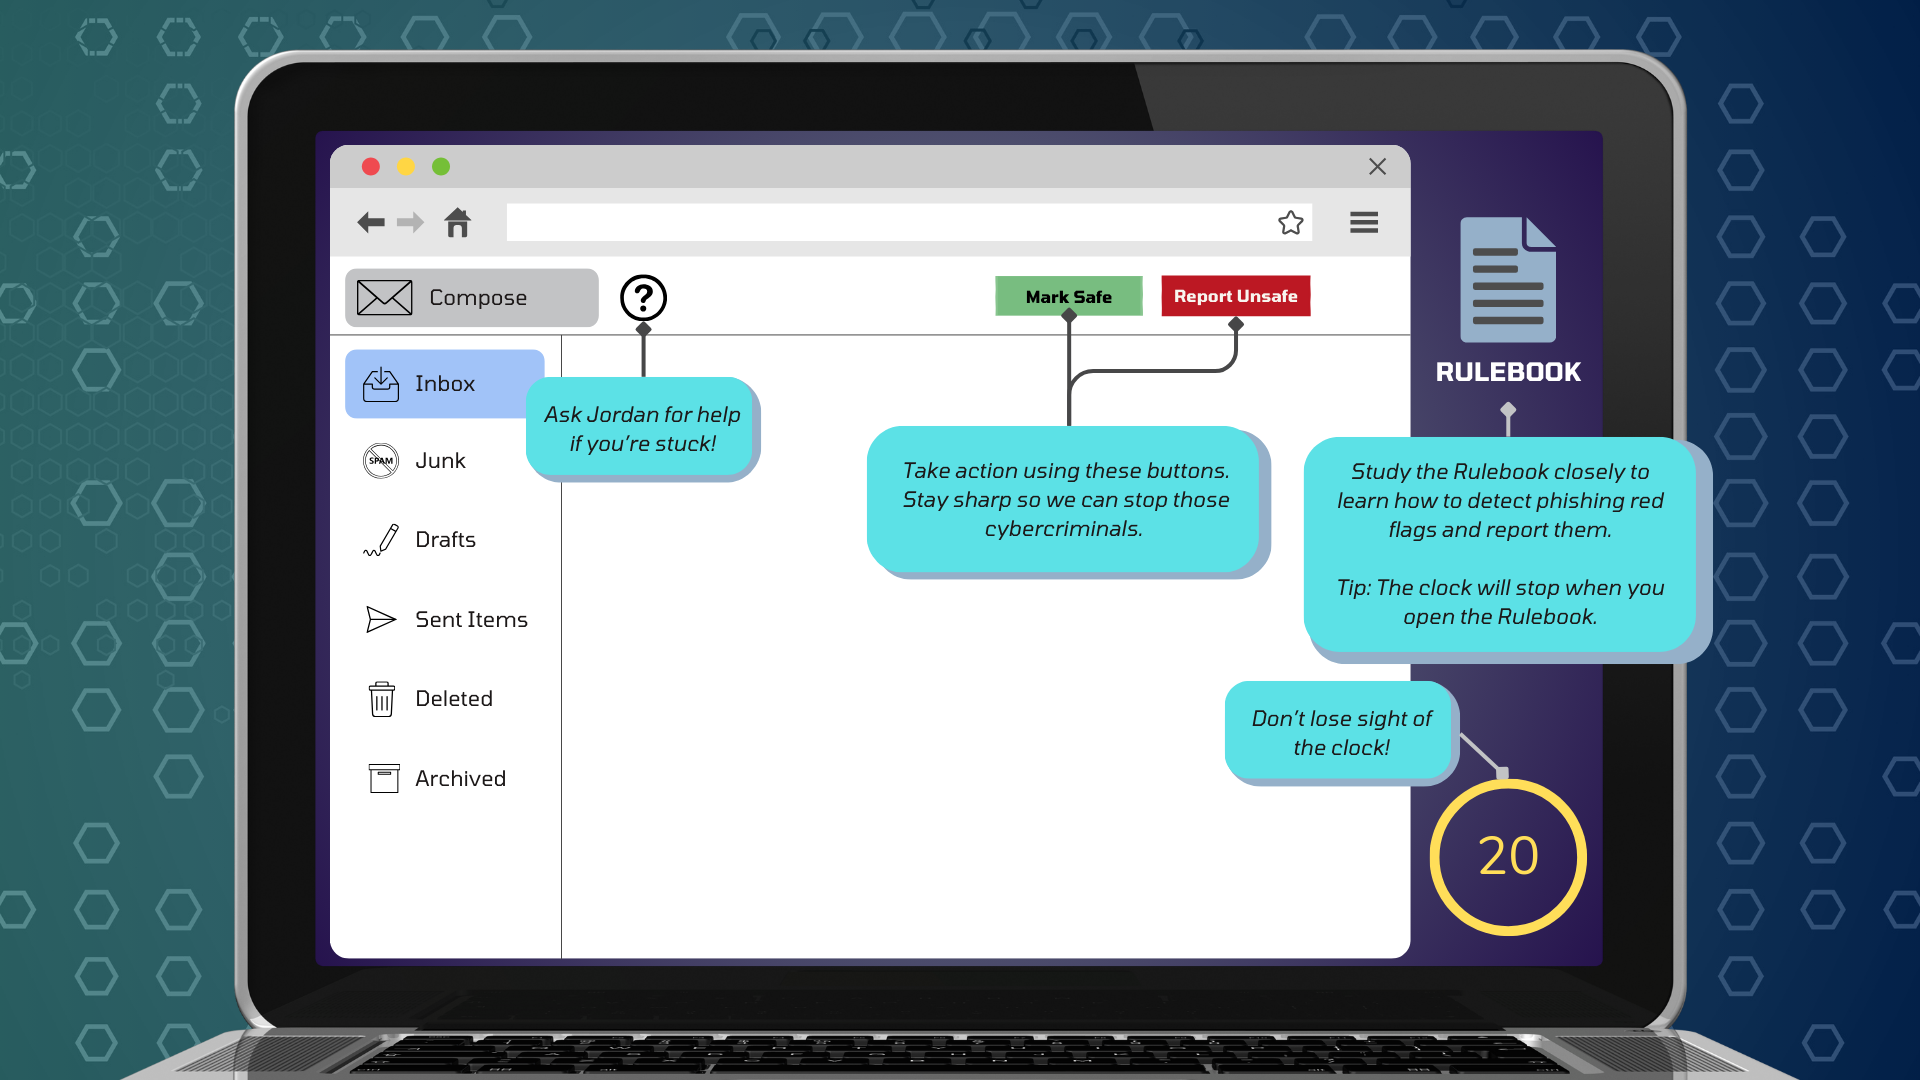 Compose
?
Mark Safe
Report Unsafe
RULEBOOK
Inbox
Ask Jordan for help
if you're stuck!
Junk
SPAM
Take action using these buttons.
Stay sharp so we can stop those
cybercriminals.
Study the Rulebook closely to
learn how to detect phishing red
flags and report them.
Tip: The clock will stop when you
open the Rulebook.
Drafts
Sent Items
Deleted
Don't lose sight of
the clock!
Archived
20